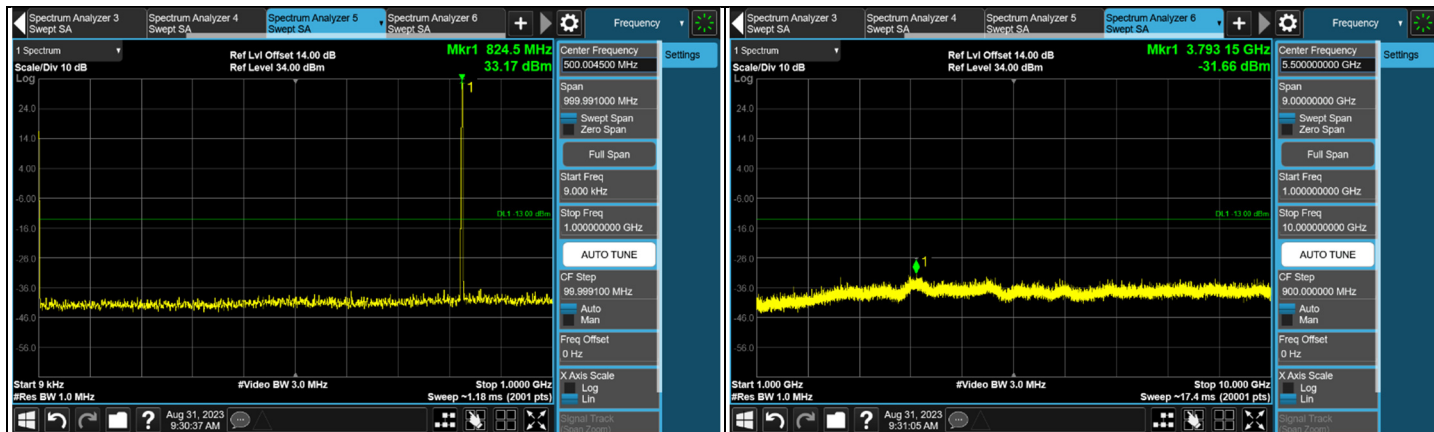 Spectrum Analyzer 3
Swept SA
Spectrum Analyzer 4
Swept SA
Spectrum Analyzer 5
Swept SA
Spectrum Analyzer 6
Swept SA
+
Frequency
1 Spectrum
Scale/Div 10 dB
Log
Ref Lvl Offset 14.00 dB
Ref Level 34.00 dBm
Mkr1 824.5 MHz
33.17 dBm
1
24.0
14.0
4.00
-6.00
-16.0
-26.0
-36.0
-46.0
-56.0
DL1 -13.00 dBm
Start 9 kHz
#Res BW 1.0 MHz
#Video BW 3.0 MHz
Stop 1.0000 GHz
Sweep ~1.18 ms (2001 pts)
Center Frequency
500.004500 MHz
Settings
Span
999.991000 MHz
Swept Span
Zero Span
Full Span
Start Freq
9.000 kHz
Stop Freq
1.000000000 GHz
AUTO TUNE
CF Step
99.999100 MHz
Auto
Man
Freq Offset
0 Hz
X Axis Scale
Log
Lin
Signal Track
(Span Zoom)
?
Aug 31, 2023
9:30:37 AM
Spectrum Analyzer 3
Swept SA
Spectrum Analyzer 4
Swept SA
Spectrum Analyzer 5
Swept SA
Spectrum Analyzer 6
Swept SA
+
Frequency
1 Spectrum
Scale/Div 10 dB
Log
Ref Lvl Offset 14.00 dB
Ref Level 34.00 dBm
Mkr1 3.793 15 GHz
-31.66 dBm
1
24.0
14.0
4.00
-6.00
-16.0
-26.0
-36.0
-46.0
-56.0
DL1 -13.00 dBm
Start 1.000 GHz
#Res BW 1.0 MHz
#Video BW 3.0 MHz
Stop 10.000 GHz
Sweep ~17.4 ms (2001 pts)
Center Frequency
5.500000000 GHz
Settings
Span
9.00000000 GHz
Swept Span
Zero Span
Full Span
Start Freq
1.000000000 GHz
Stop Freq
10.000000000 GHz
AUTO TUNE
CF Step
900.000000 MHz
Auto
Man
Freq Offset
0 Hz
X Axis Scale
Log
Lin
Signal Track
(Span Zoom)
?
Aug 31, 2023
9:31:05 AM